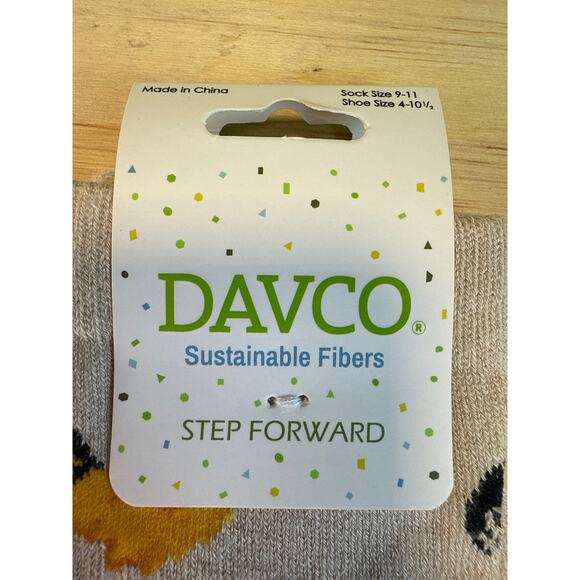 Made in China
Sock Size 9-11
Shoe Size 4-10½
DAVCO®
Sustainable Fibers
STEP FORWARD